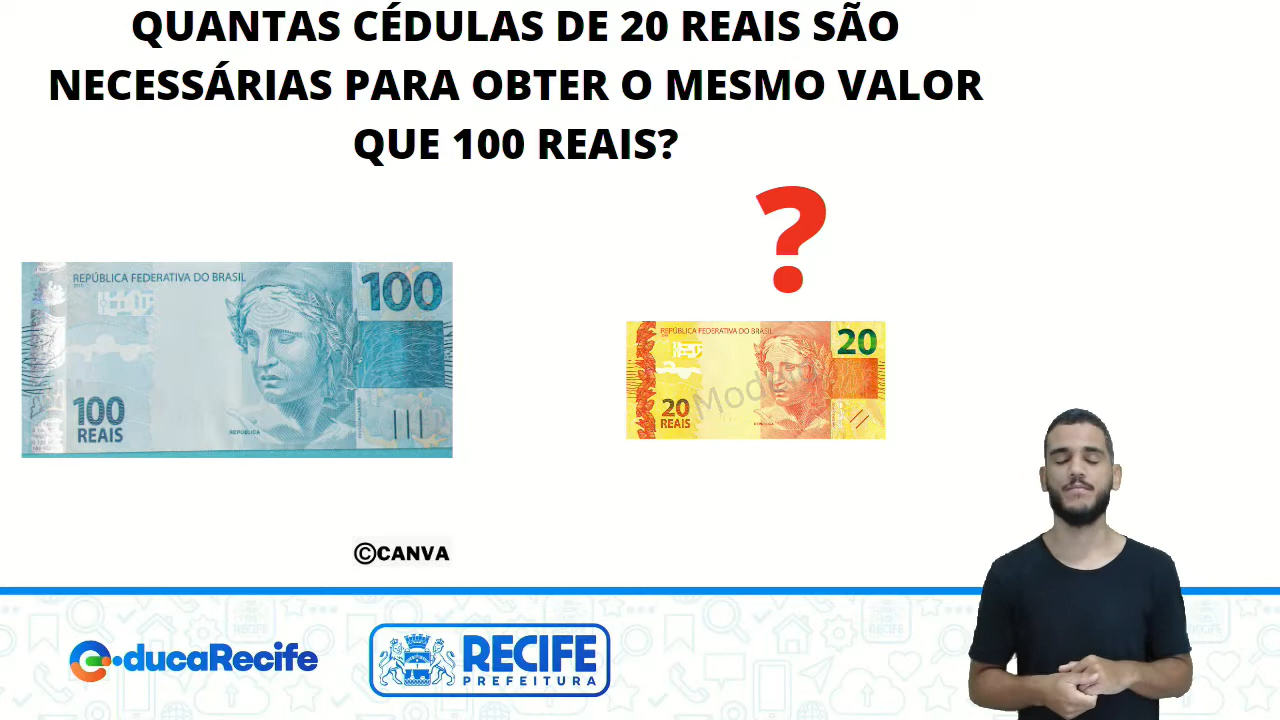 QUANTAS CÉDULAS DE 20 REAIS SÃO
NECESSÁRIAS PARA OBTER O MESMO VALOR
QUE 100 REAIS?
?
REPÚBLICA FEDERATIVA DO BRASIL
100
100
REAIS
REPÚBLICA
REPÚBLICA FEDERATIVA DO BRASIL
20
20
REAIS
©CANVA
ducaRecife
RECIFE
PREFEITURA